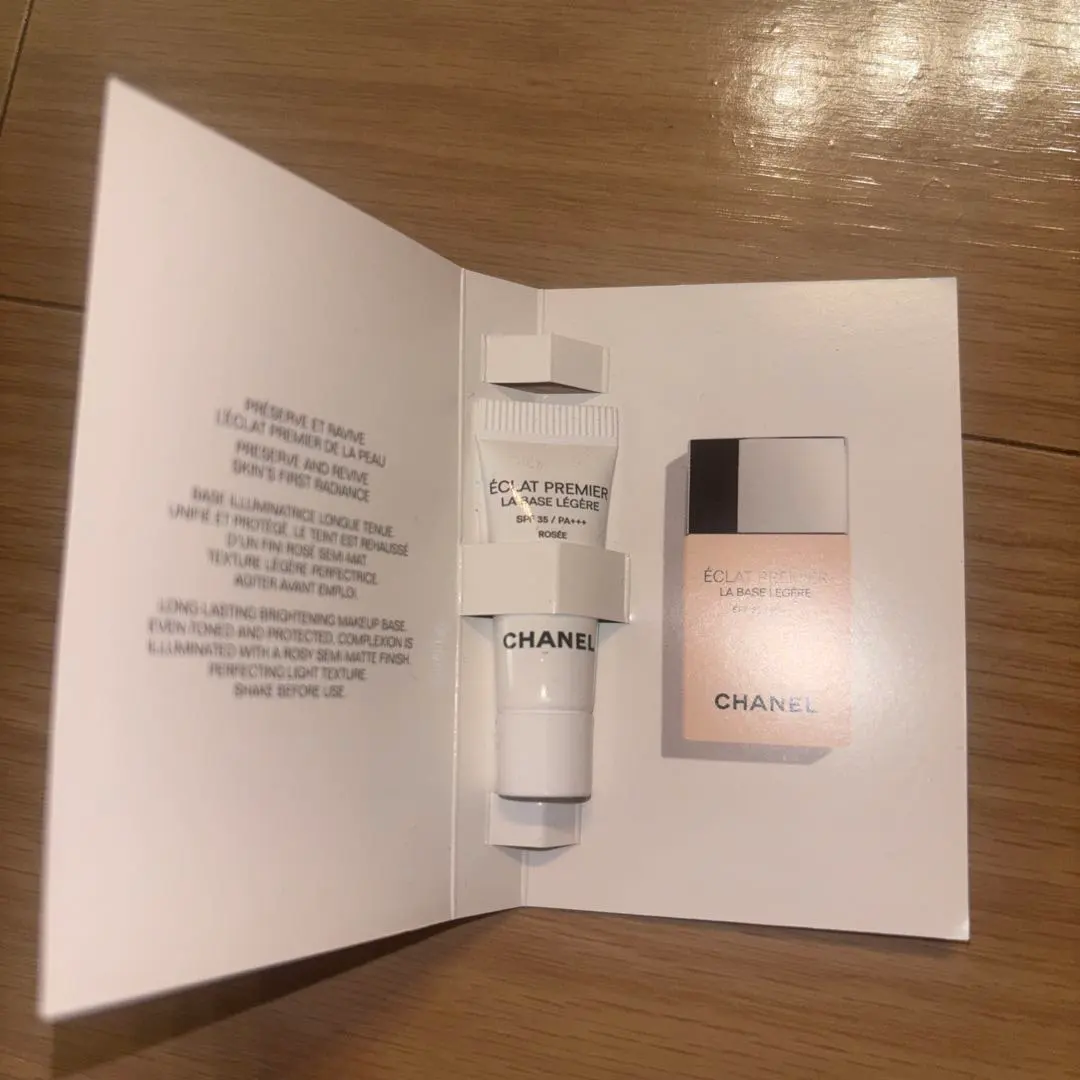 PRÉSERVE ET RAVIVE
L'ÉCLAT PREMIER DE LA PEAU
PRESERVE AND REVIVE
SKIN'S FIRST RADIANCE
BASE ILLUMINATRICE LONGUE TENUE.
UNIFIÉ ET PROTÉGÉ, LE TEINT EST REHAUSSÉ
D'UN FINI ROSÉ SEMI-MAT.
TEXTURE LÉGÈRE PERFECTRICE.
AGITER AVANT EMPLOI.
LONG-LASTING BRIGHTENING MAKEUP BASE.
EVEN-TONED AND PROTECTED, COMPLEXION IS
ILLUMINATED WITH A ROSY SEMI-MATTE FINISH.
PERFECTING LIGHT TEXTURE.
SHAKE BEFORE USE.
ÉCLAT PREMIER
LA BASE LÉGÈRE
SPF 35 / PA+++
ROSÉE
CHANEL
ÉCLAT PREMIER
LA BASE LÉGÈRE
CHANEL